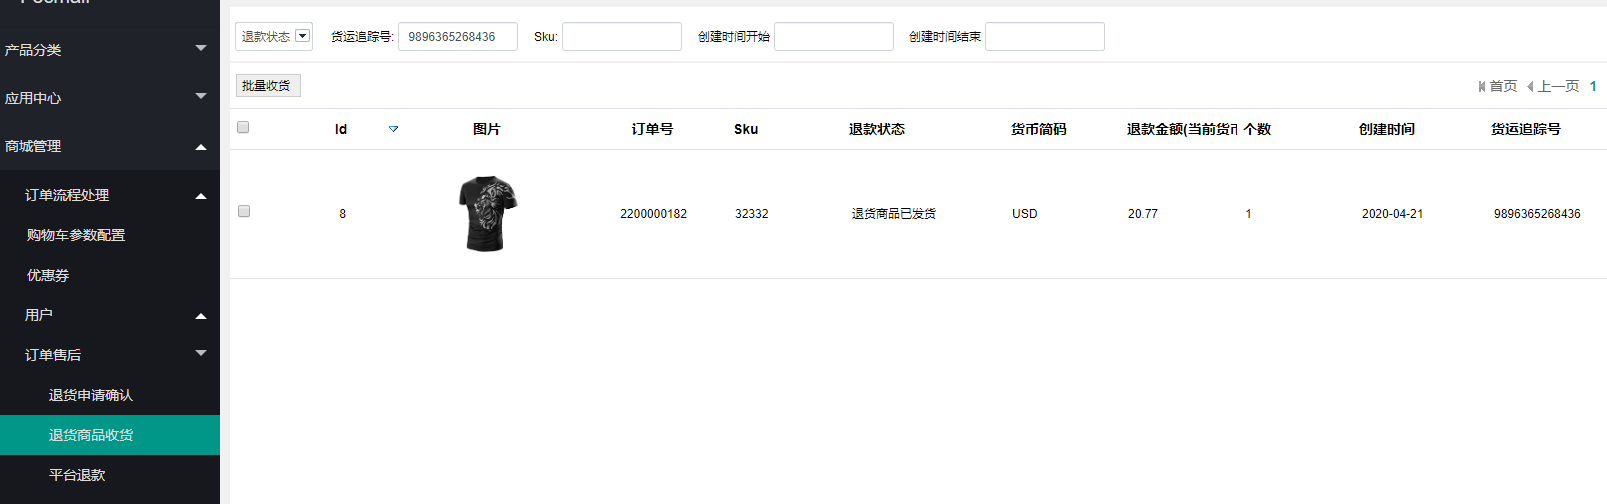 产品分类
应用中心
商城管理
订单流程处理
购物车参数配置
优惠券
用户
订单售后
退货申请确认
退货商品收货
平台退款
退款状态 货运追踪号: 9896365268436 Sku: 创建时间开始 创建时间结束
批量收货 首页 上一页 1
Id 图片 订单号 Sku 退款状态 货币简码 退款金额(当前货币 个数 创建时间 货运追踪号
8 2200000182 32332 退货商品已发货 USD 20.77 1 2020-04-21 9896365268436